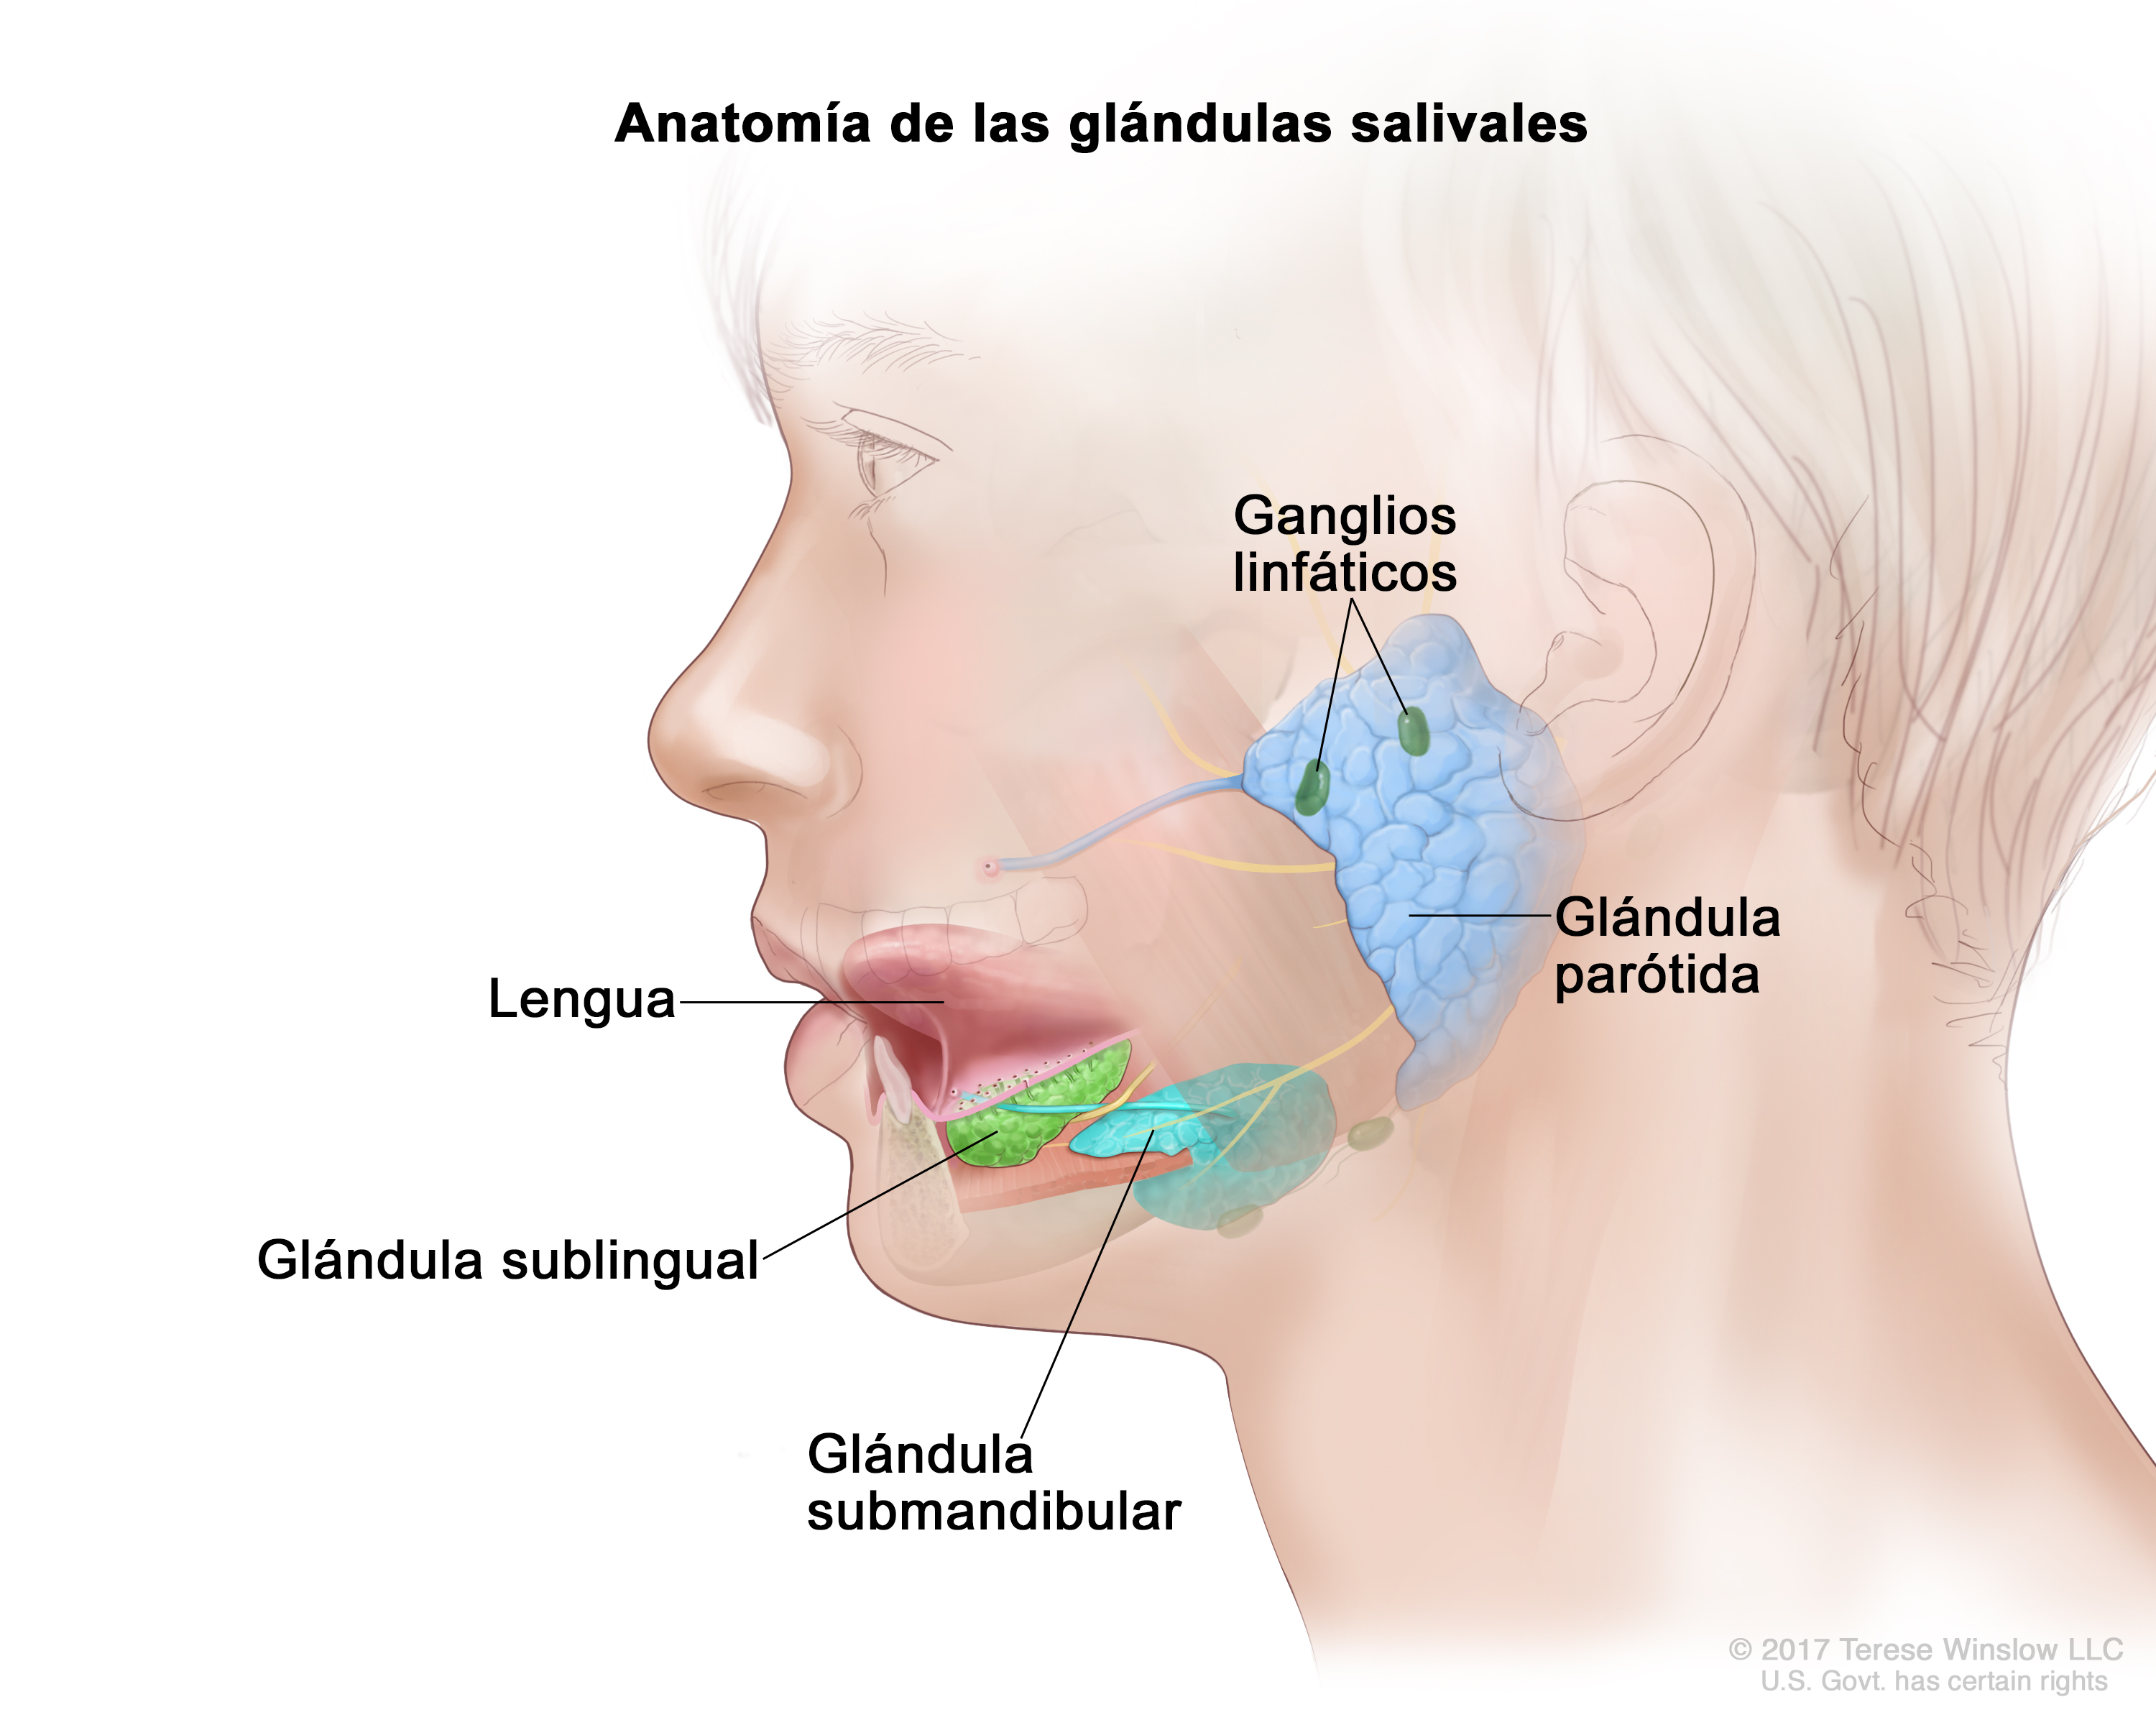 Anatomía de las glándulas salivales
Ganglios
linfáticos
Glándula
parótida
Lengua
Glándula sublingual
Glándula
submandibular
© 2017 Terese Winslow LLC
U.S. Govt. has certain rights